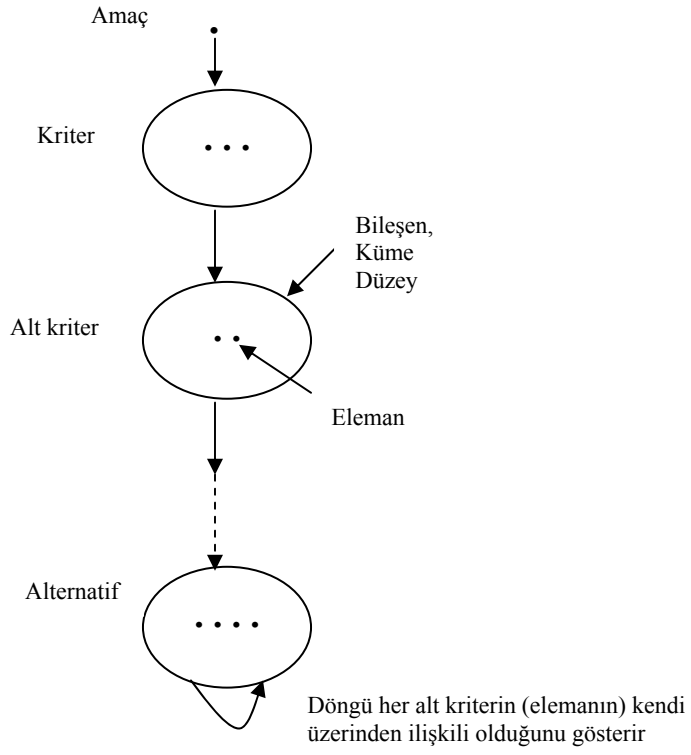 Amaç
Kriter
Bileşen,
Küme
Düzey
Alt kriter
Eleman
Alternatif
Döngü her alt kriterin (elemanın) kendi
üzerinden ilişkili olduğunu gösterir